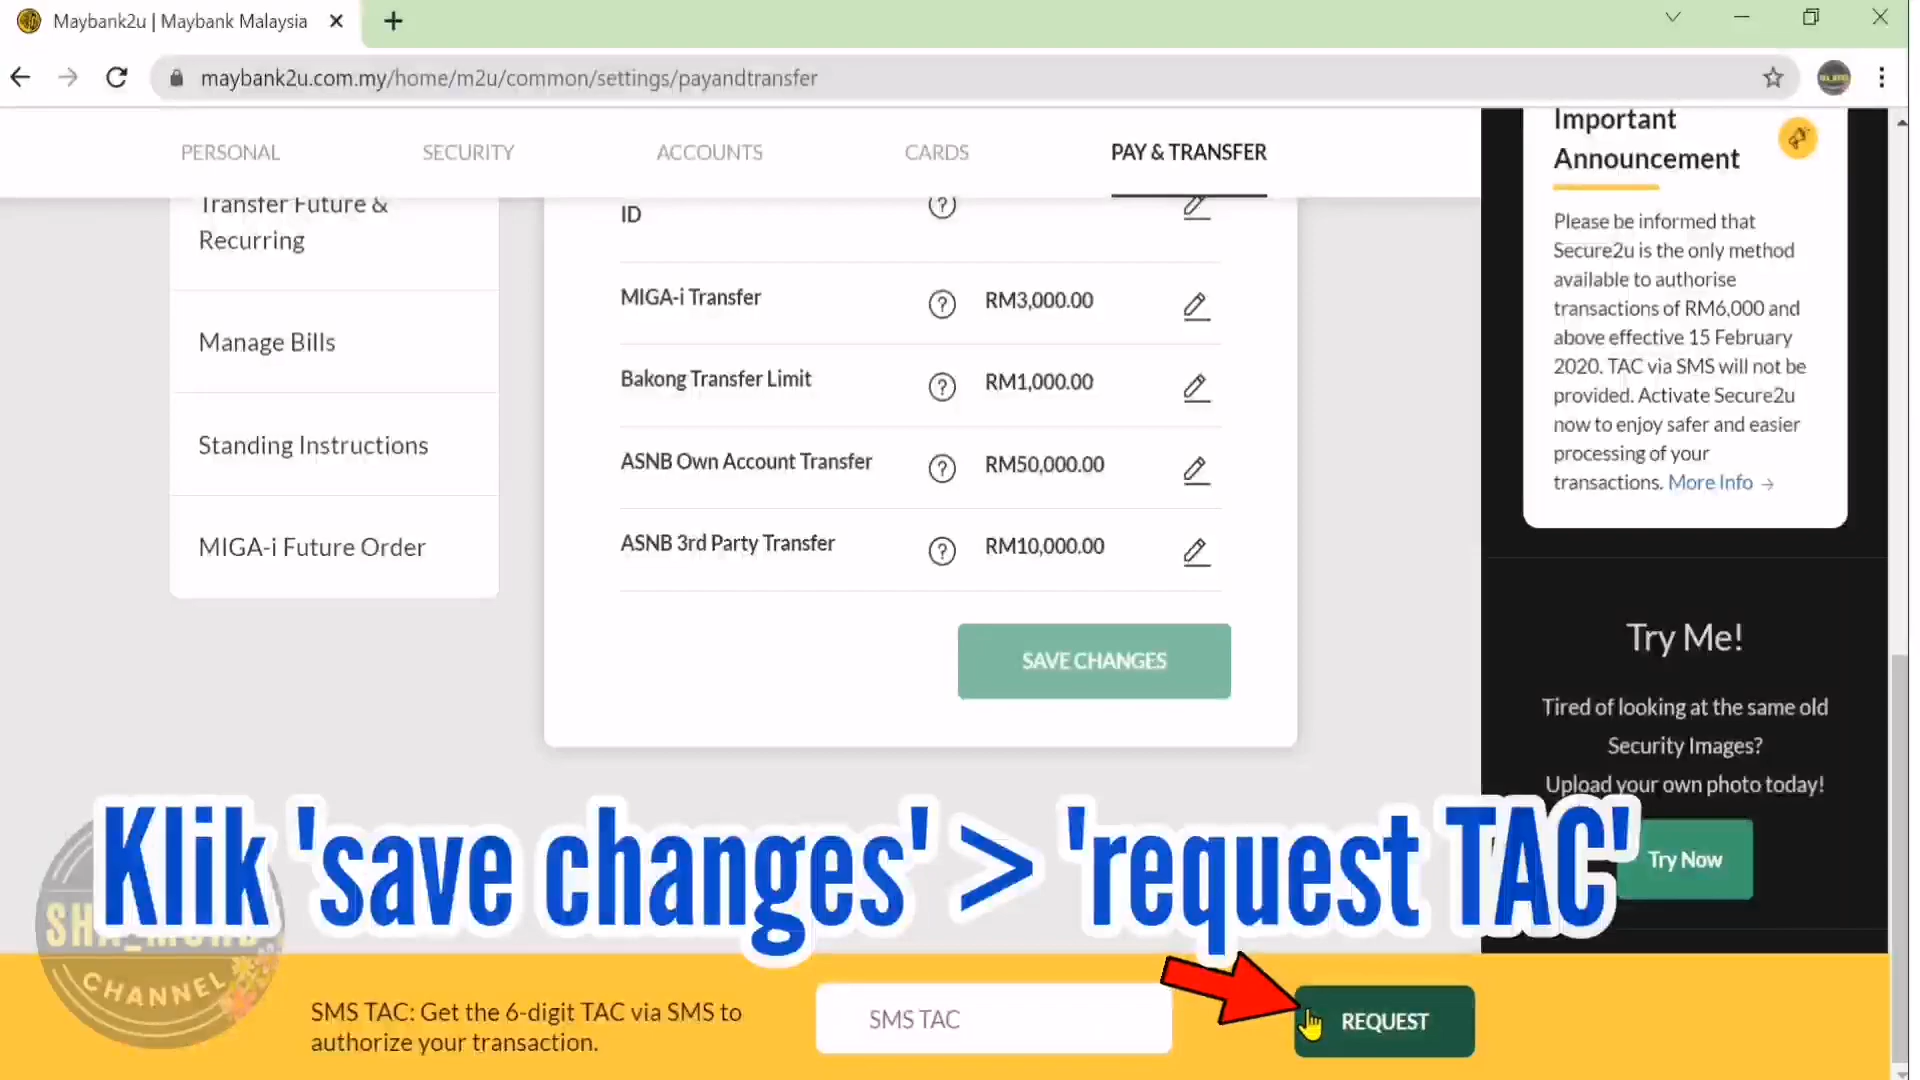 Maybank2u | Maybank Malaysia
maybank2u.com.my/home/m2u/common/settings/payandtransfer
PERSONAL
SECURITY
ACCOUNTS
CARDS
PAY & TRANSFER
Transfer Future &
Recurring
Manage Bills
Standing Instructions
MIGA-i Future Order
ID
MIGA-i Transfer
RM3,000.00
Bakong Transfer Limit
RM1,000.00
ASNB Own Account Transfer
RM50,000.00
ASNB 3rd Party Transfer
RM10,000.00
SAVE CHANGES
Important
Announcement
Please be informed that
Secure2u is the only method
available to authorise
transactions of RM6,000 and
above effective 15 February
2020. TAC via SMS will not be
provided. Activate Secure2u
now to enjoy safer and easier
processing of your
transactions. More Info →
Try Me!
Tired of looking at the same old
Security Images?
Upload your own photo today!
Try Now
Klik 'save changes' > 'request TAC'
CHANNEL
SMS TAC: Get the 6-digit TAC via SMS to
authorize your transaction.
SMS TAC
REQUEST